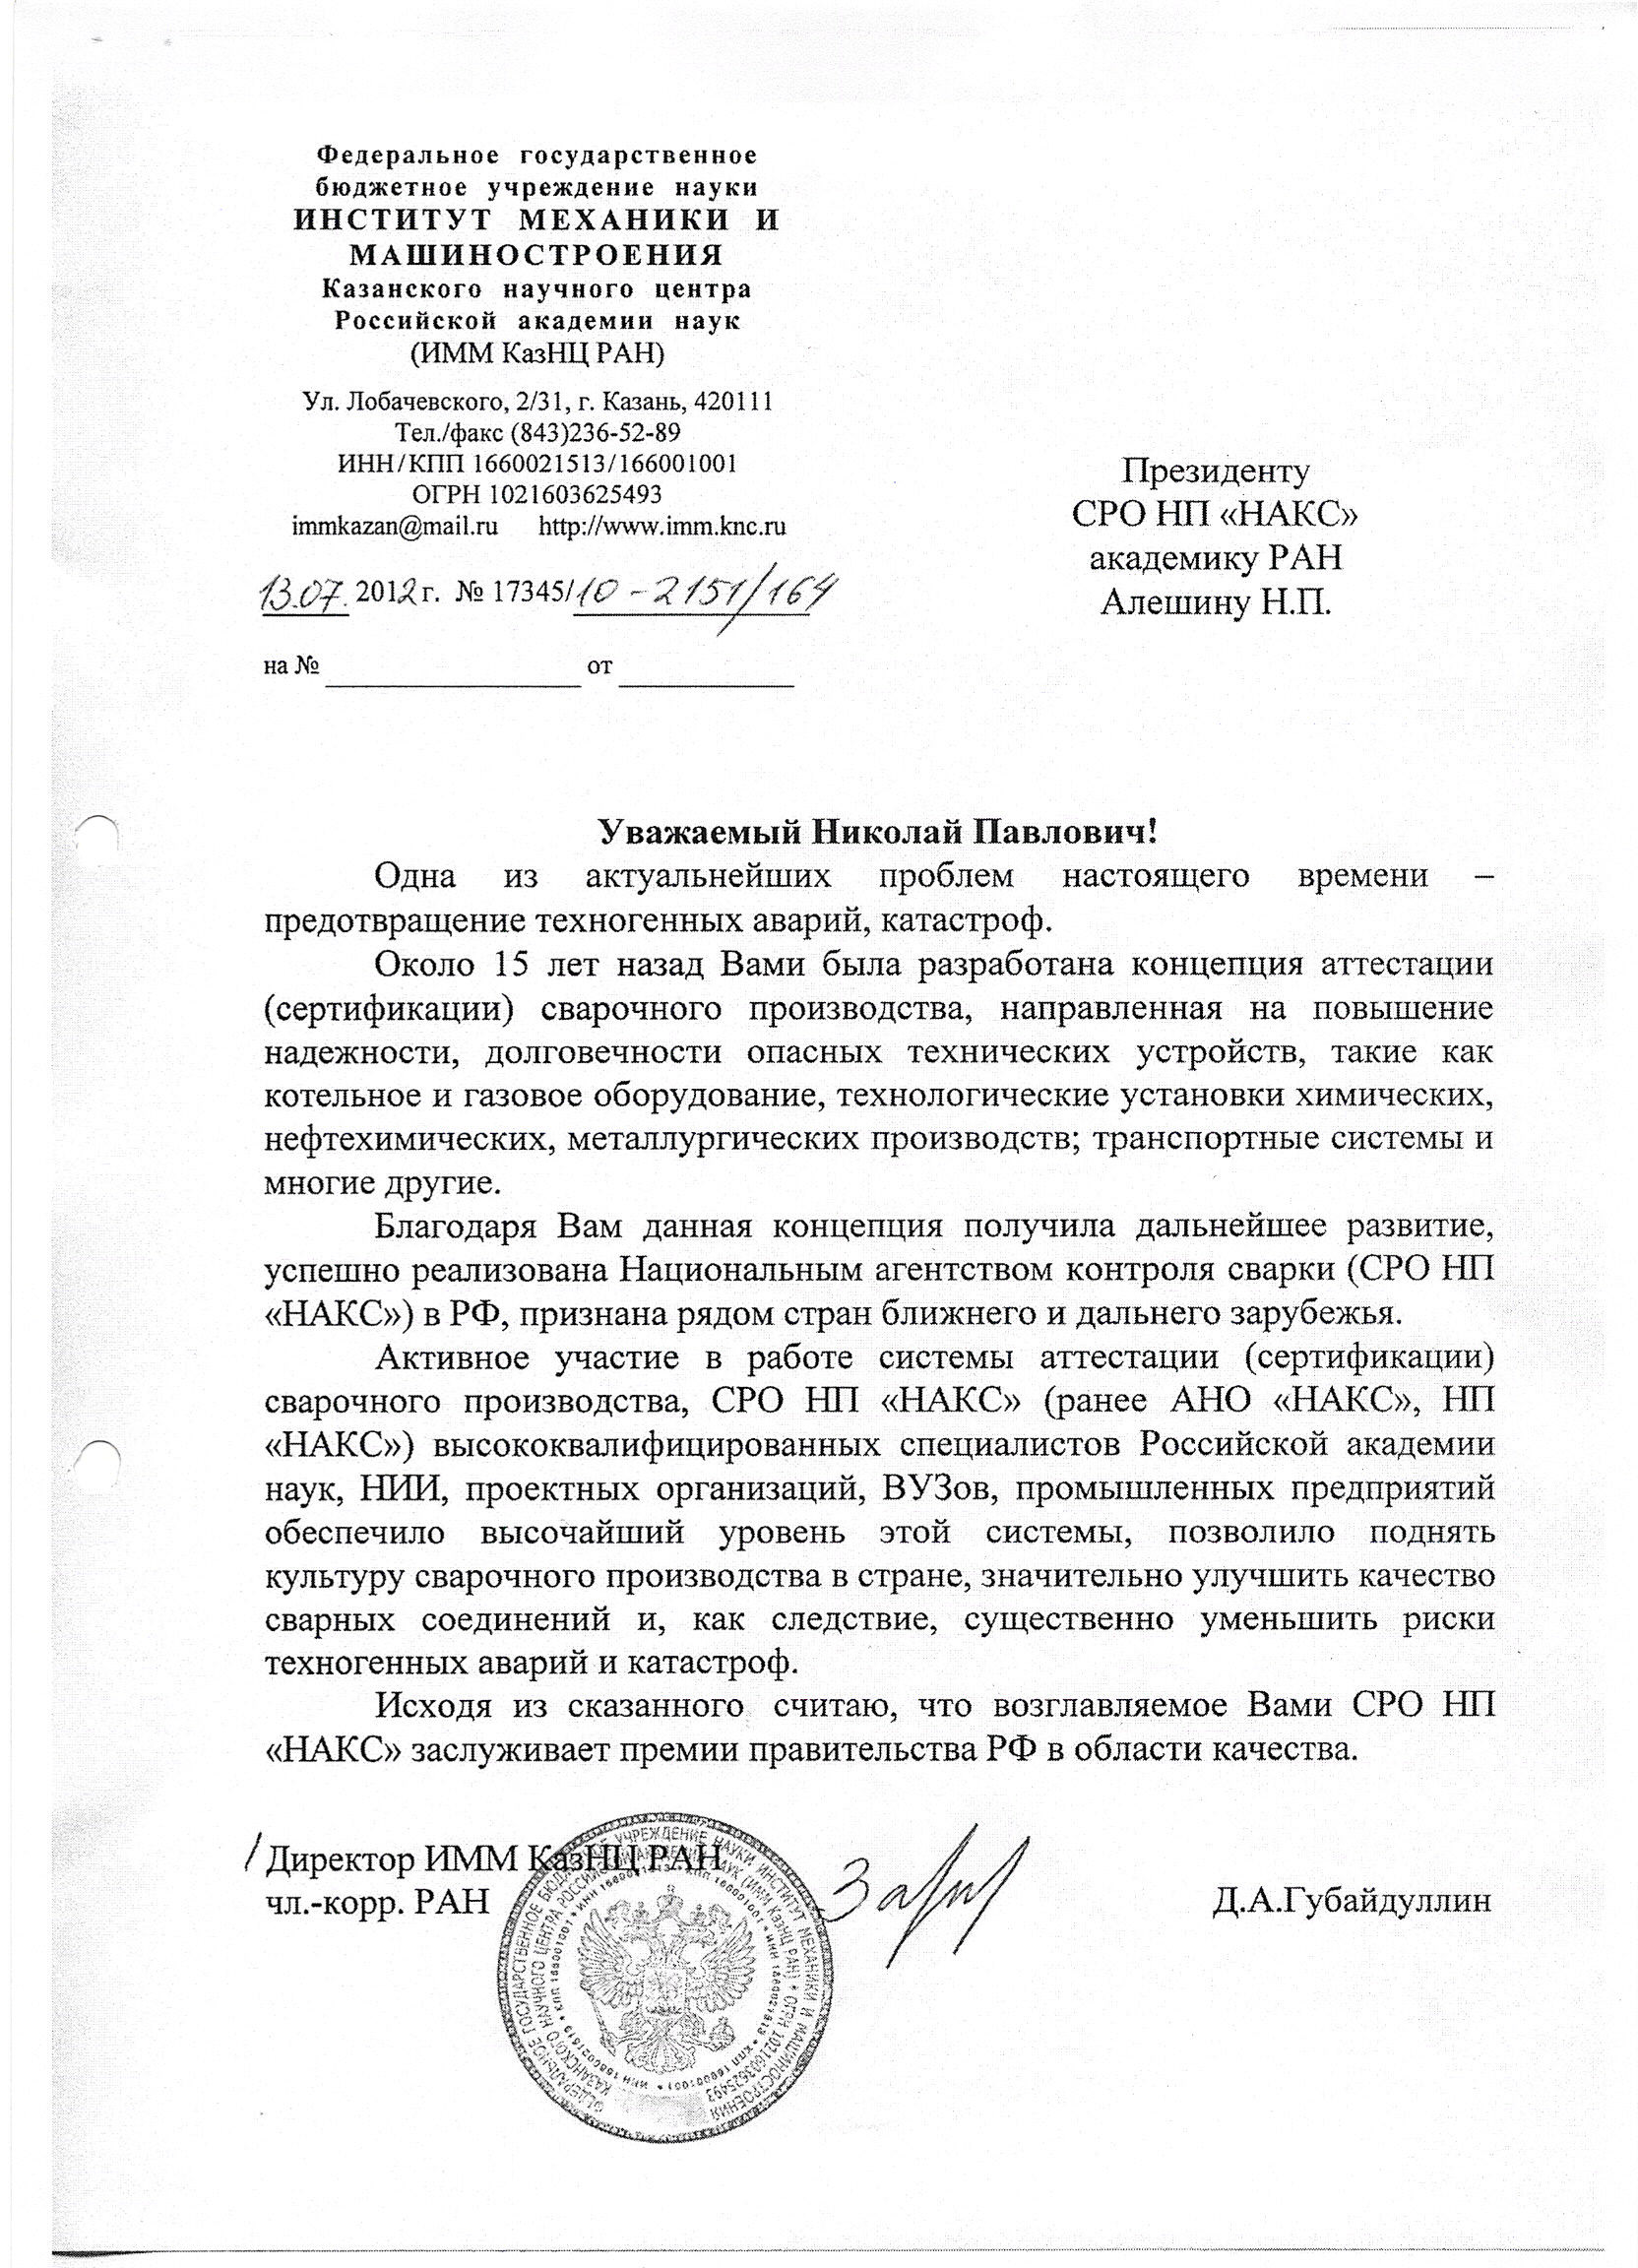 Федеральное государственное
бюджетное учреждение науки
ИНСТИТУТ МЕХАНИКИ И
МАШИНОСТРОЕНИЯ
Казанского научного центра
Российской академии наук
(ИММ КазНЦ РАН)
Ул. Лобачевского, 2/31, г. Казань, 420111
Тел./факс (843)236-52-89
ИНН/КПП 1660021513/166001001
ОГРН 1021603625493
immkazan@mail.ru http://www.imm.knc.ru
13.07. 2012 г. № 17345/10-2151/164
на № от
Президенту
СРО НП «НАКС»
академику РАН
Алешину Н.П.
Уважаемый Николай Павлович!
Одна из актуальнейших проблем настоящего времени –
предотвращение техногенных аварий, катастроф.
Около 15 лет назад Вами была разработана концепция аттестации
(сертификации) сварочного производства, направленная на повышение
надежности, долговечности опасных технических устройств, такие как
котельное и газовое оборудование, технологические установки химических,
нефтехимических, металлургических производств; транспортные системы и
многие другие.
Благодаря Вам данная концепция получила дальнейшее развитие,
успешно реализована Национальным агентством контроля сварки (СРО НП
«НАКС») в РФ, признана рядом стран ближнего и дальнего зарубежья.
Активное участие в работе системы аттестации (сертификации)
сварочного производства, СРО НП «НАКС» (ранее АНО «НАКС», НП
«НАКС») высококвалифицированных специалистов Российской академии
наук, НИИ, проектных организаций, ВУЗов, промышленных предприятий
обеспечило высочайший уровень этой системы, позволило поднять
культуру сварочного производства в стране, значительно улучшить качество
сварных соединений и, как следствие, существенно уменьшить риски
техногенных аварий и катастроф.
Исходя из сказанного считаю, что возглавляемое Вами СРО НП
«НАКС» заслуживает премии правительства РФ в области качества.
/ Директор ИММ КазНЦ РАН
чл.-корр. РАН
Д.А.Губайдуллин
ФЕДЕРАЛЬНОЕ ГОСУДАРСТВЕННОЕ БЮДЖЕТНОЕ УЧРЕЖДЕНИЕ НАУКИ ИНСТИТУТ МЕХАНИКИ И МАШИНОСТРОЕНИЯ
КАЗАНСКОГО НАУЧНОГО ЦЕНТРА РОССИЙСКОЙ АКАДЕМИИ НАУК (ИММ КазНЦ РАН) * ОГРН 1021603625493